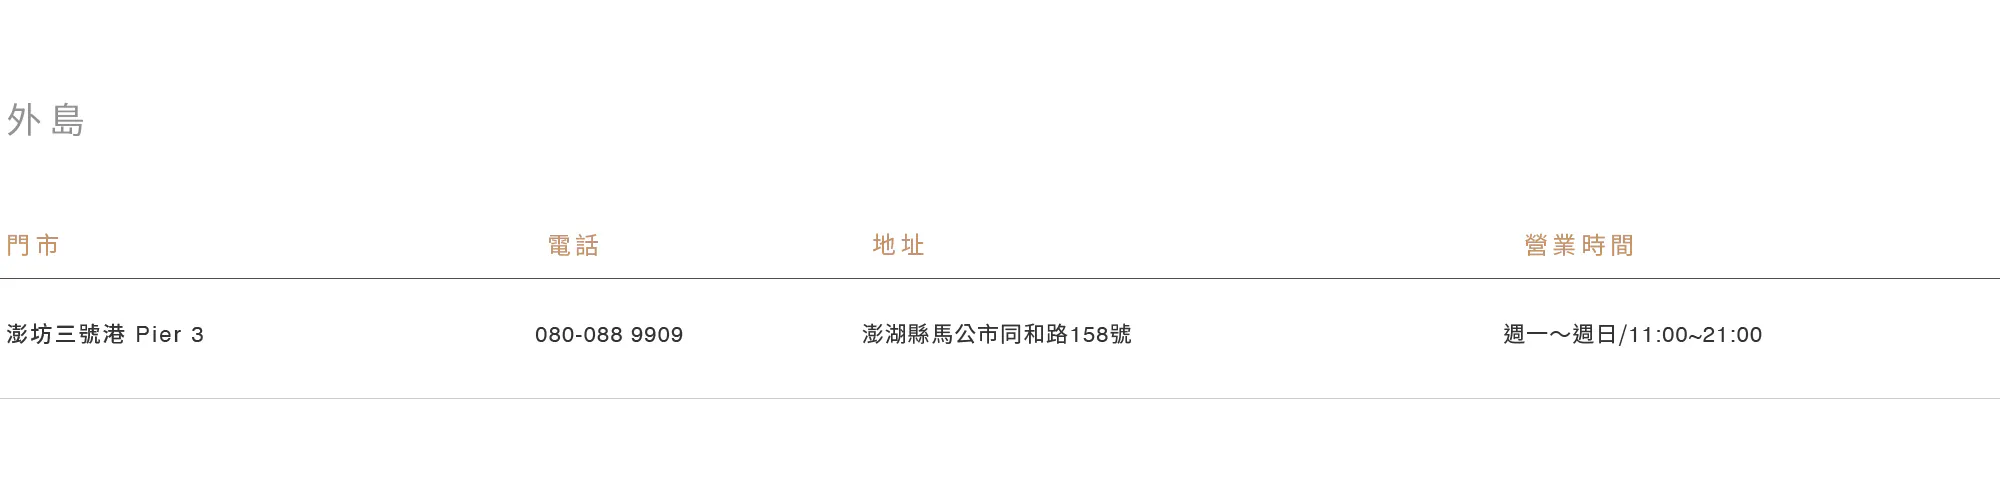 外島
門市 電話 地址 營業時間
澎坊三號港 Pier 3 080-088 9909 澎湖縣馬公市同和路158號 週一～週日/11:00~21:00